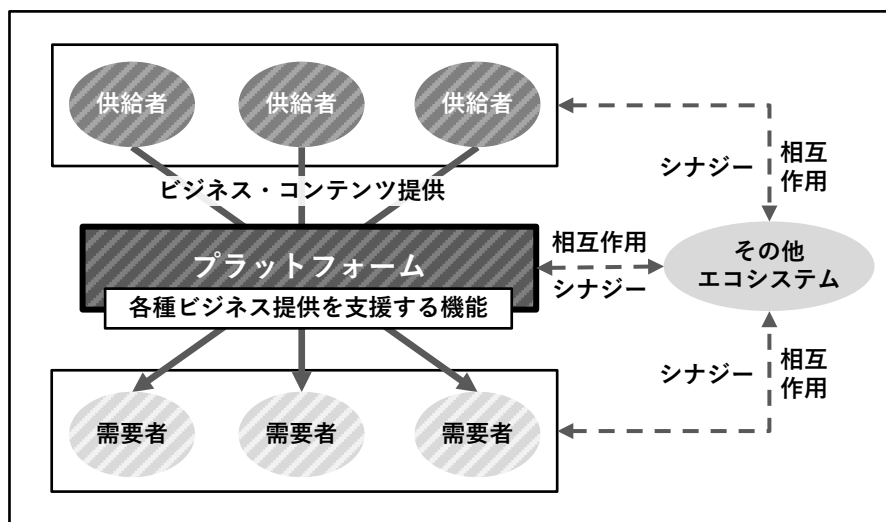 供給者
供給者
供給者
ビジネス・コンテンツ提供
シナジー
相互
作用
プラットフォーム
各種ビジネス提供を支援する機能
相互作用
シナジー
その他
エコシステム
シナジー
相互
作用
需要者
需要者
需要者